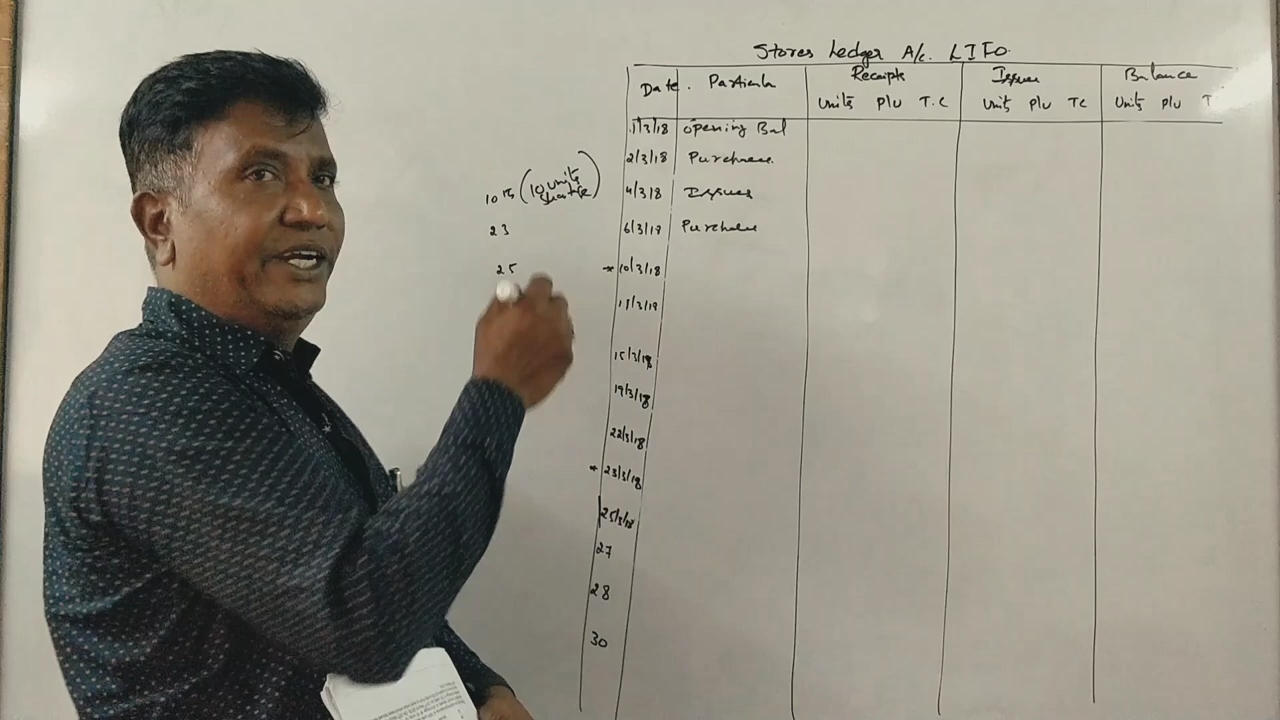 Stores Ledger A/c. LIFO.
Date. Particula Receipts Issues Balance
Units P/u T.C Units P/u TC Units P/u T
1/3/18 Opening Bal
2/3/18 Purchase.
10th (10 units shortage) 4/3/18 Issues
23 6/3/18 Purchase
25 * 10/3/18
11/3/18
15/3/18
19/3/18
22/3/18
* 23/3/18
25/3/18
27
28
30